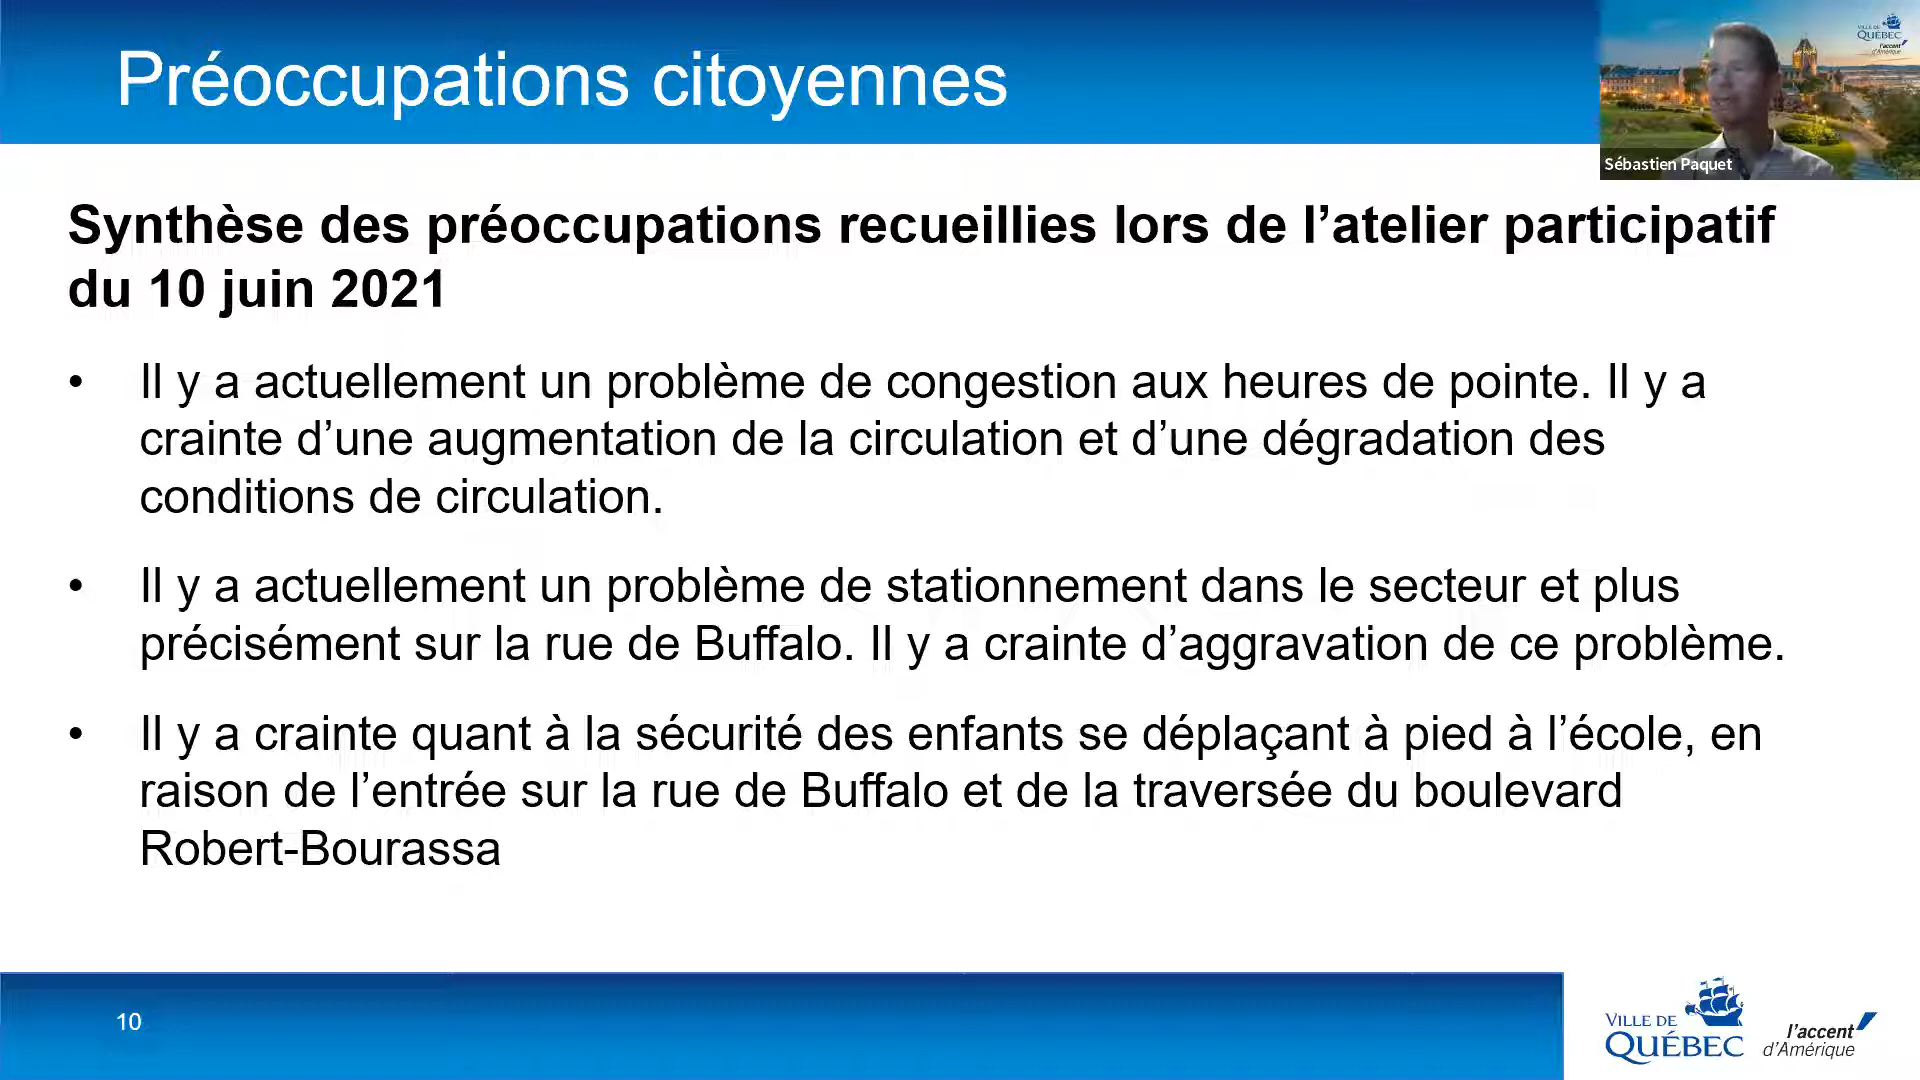 Préoccupations citoyennes
VILLE DE
QUÉBEC
l'accent
d'Amérique
Sébastien Paquet
Synthèse des préoccupations recueillies lors de l’atelier participatif
du 10 juin 2021
• Il y a actuellement un problème de congestion aux heures de pointe. Il y a
crainte d’une augmentation de la circulation et d’une dégradation des
conditions de circulation.
• Il y a actuellement un problème de stationnement dans le secteur et plus
précisément sur la rue de Buffalo. Il y a crainte d’aggravation de ce problème.
• Il y a crainte quant à la sécurité des enfants se déplaçant à pied à l’école, en
raison de l’entrée sur la rue de Buffalo et de la traversée du boulevard
Robert-Bourassa
10
VILLE DE
QUÉBEC
l'accent
d'Amérique